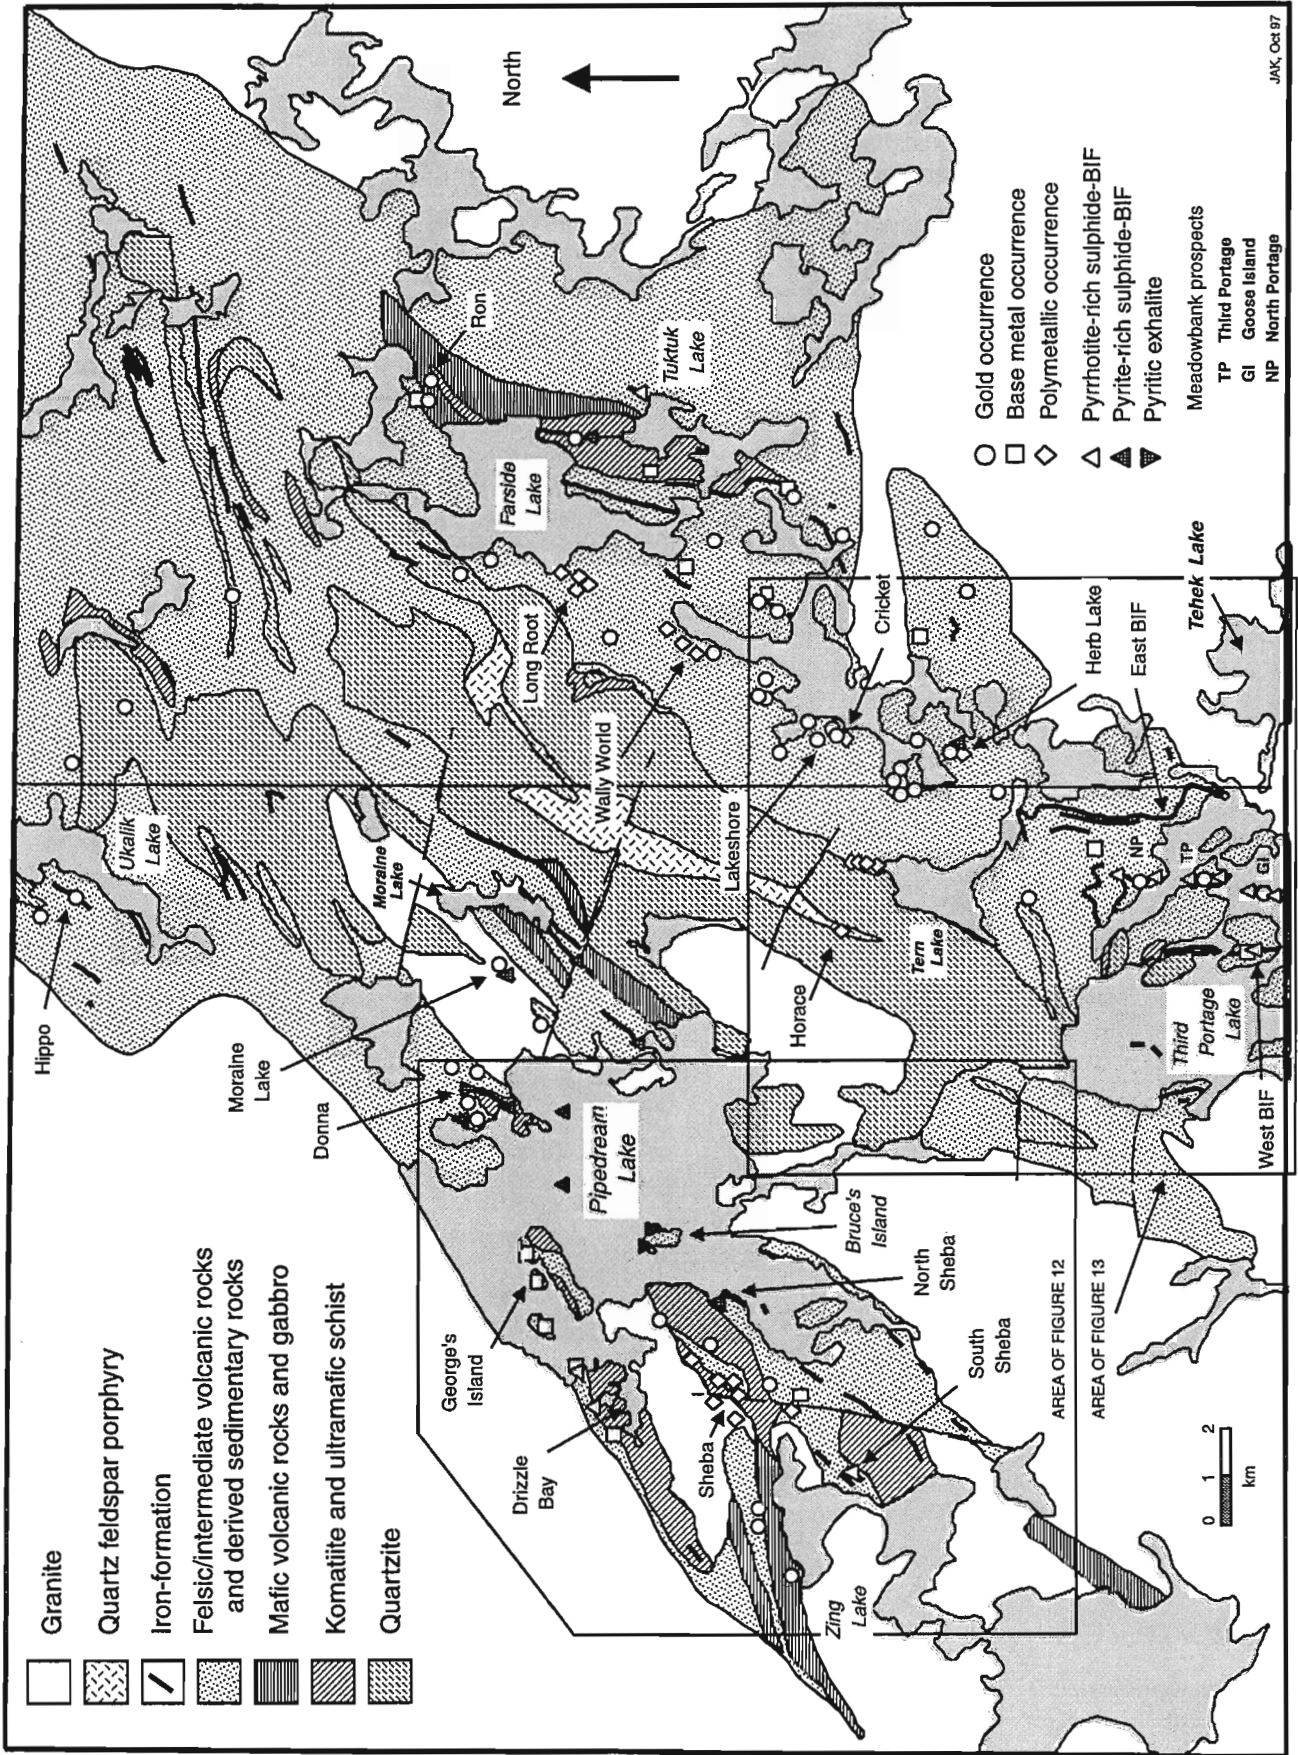 Granite
Quartz feldspar porphyry
Iron-formation
Felsic/intermediate volcanic rocks
and derived sedimentary rocks
Mafic volcanic rocks and gabbro
Komatiite and ultramafic schist
Quartzite
Hippo
Ukalik
Lake
Moraine
Lake
Moraine
Lake
Donna
Pipedream
Lake
George's
Island
Drizzle
Bay
Sheba
Bruce's
Island
North
Sheba
South
Sheba
Zing
Lake
North
Ron
Farside
Lake
Tuktuk
Lake
Long Root
Wally World
Lakeshore
Horace
Tern
Lake
Cricket
Herb Lake
East BIF
Tehek Lake
NP
TP
GI
Third
Portage
Lake
West BIF
AREA OF FIGURE 12
AREA OF FIGURE 13
0 1 2
km
Gold occurrence
Base metal occurrence
Polymetallic occurrence
Pyrrhotite-rich sulphide-BIF
Pyrite-rich sulphide-BIF
Pyritic exhalite
Meadowbank prospects
TP Third Portage
GI Goose Island
NP North Portage
JAK, Oct 97